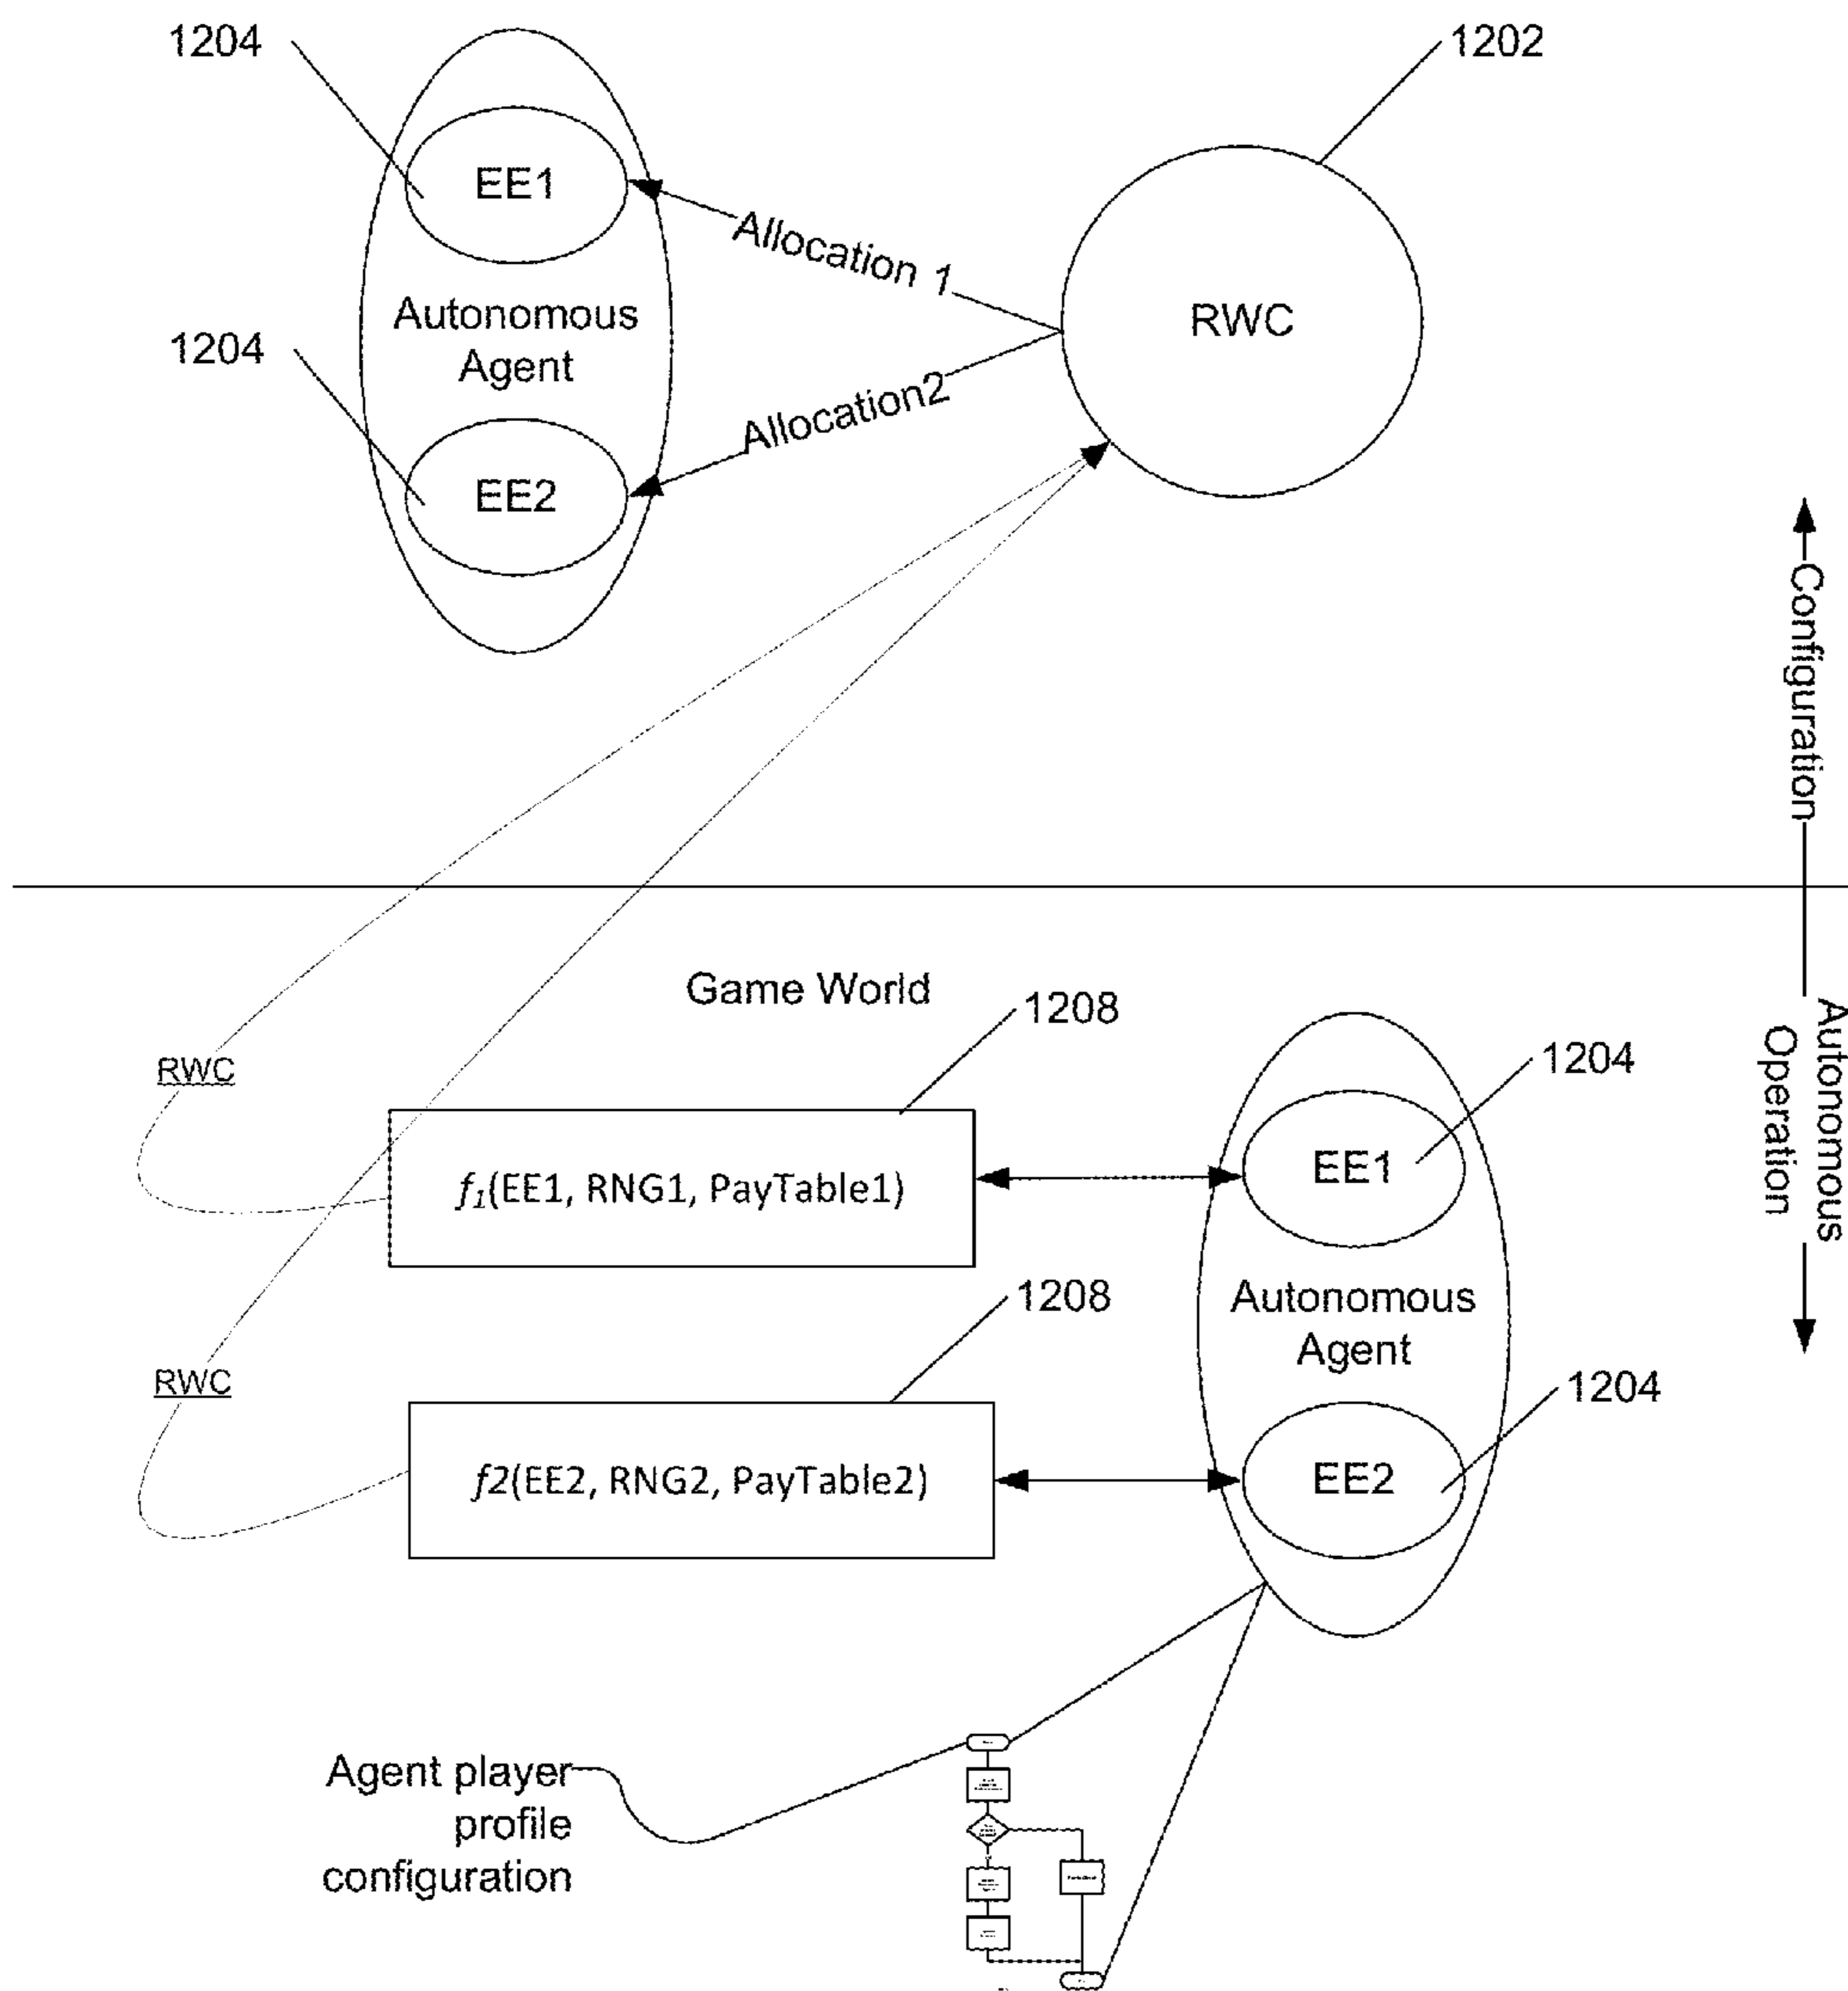 1204
1202
EE1
Allocation 1
Autonomous
Agent
RWC
1204
Allocation2
EE2
Configuration
Game World
1208
Autonomous
Operation
1204
RWC
EE1
f1(EE1, RNG1, PayTable1)
1208
Autonomous
Agent
RWC
1204
f2(EE2, RNG2, PayTable2)
EE2
Agent player
profile
configuration